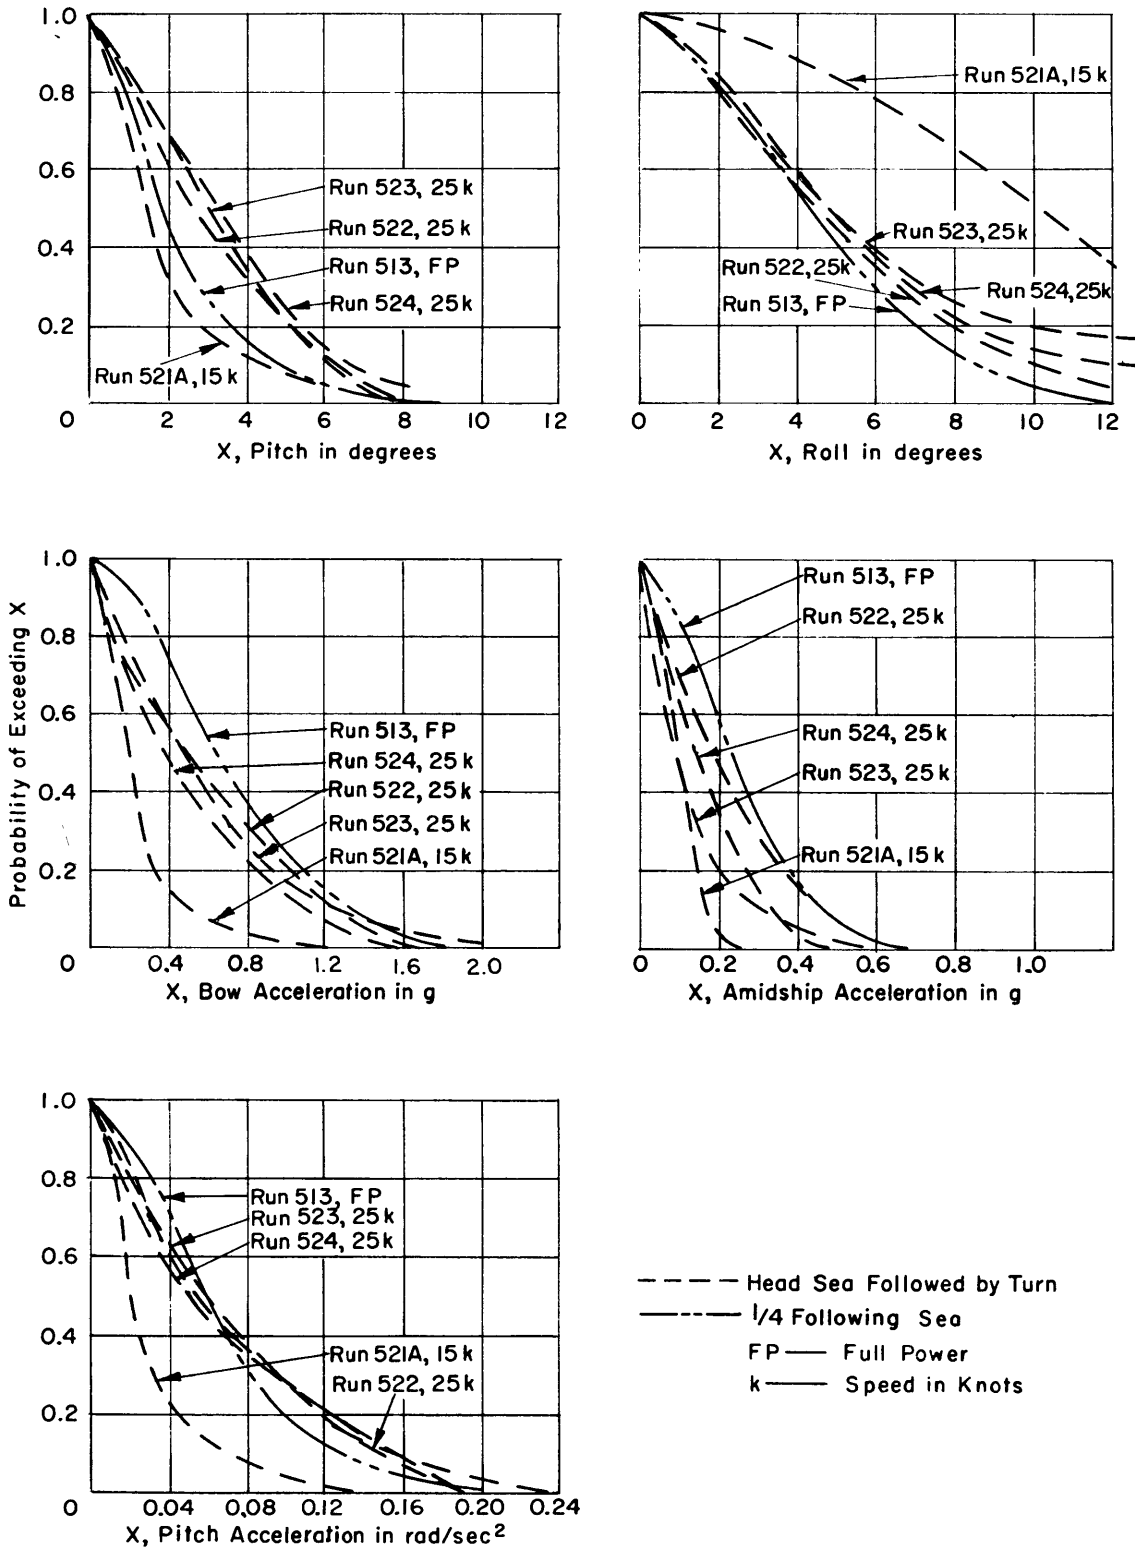 1.0
0.8
0.6
0.4
0.2
0
2
4
6
8
10
12
Run 523, 25 k
Run 522, 25 k
Run 513, FP
Run 524, 25 k
Run 521A, 15 k
X, Pitch in degrees
Run 521A, 15 k
Run 523, 25 k
Run 522, 25k
Run 524, 25k
Run 513, FP
0
2
4
6
8
10
12
X, Roll in degrees
Probability of Exceeding X
1.0
0.8
0.6
0.4
0.2
0
0.4
0.8
1.2
1.6
2.0
Run 513, FP
Run 524, 25 k
Run 522, 25 k
Run 523, 25 k
Run 521A, 15 k
X, Bow Acceleration in g
Run 513, FP
Run 522, 25 k
Run 524, 25 k
Run 523, 25 k
Run 521A, 15 k
0
0.2
0.4
0.6
0.8
1.0
X, Amidship Acceleration in g
1.0
0.8
0.6
0.4
0.2
0
0.04
0.08
0.12
0.16
0.20
0.24
Run 513, FP
Run 523, 25 k
Run 524, 25 k
Run 521A, 15 k
Run 522, 25 k
X, Pitch Acceleration in rad/sec²
Head Sea Followed by Turn
1/4 Following Sea
FP — Full Power
k — Speed in Knots